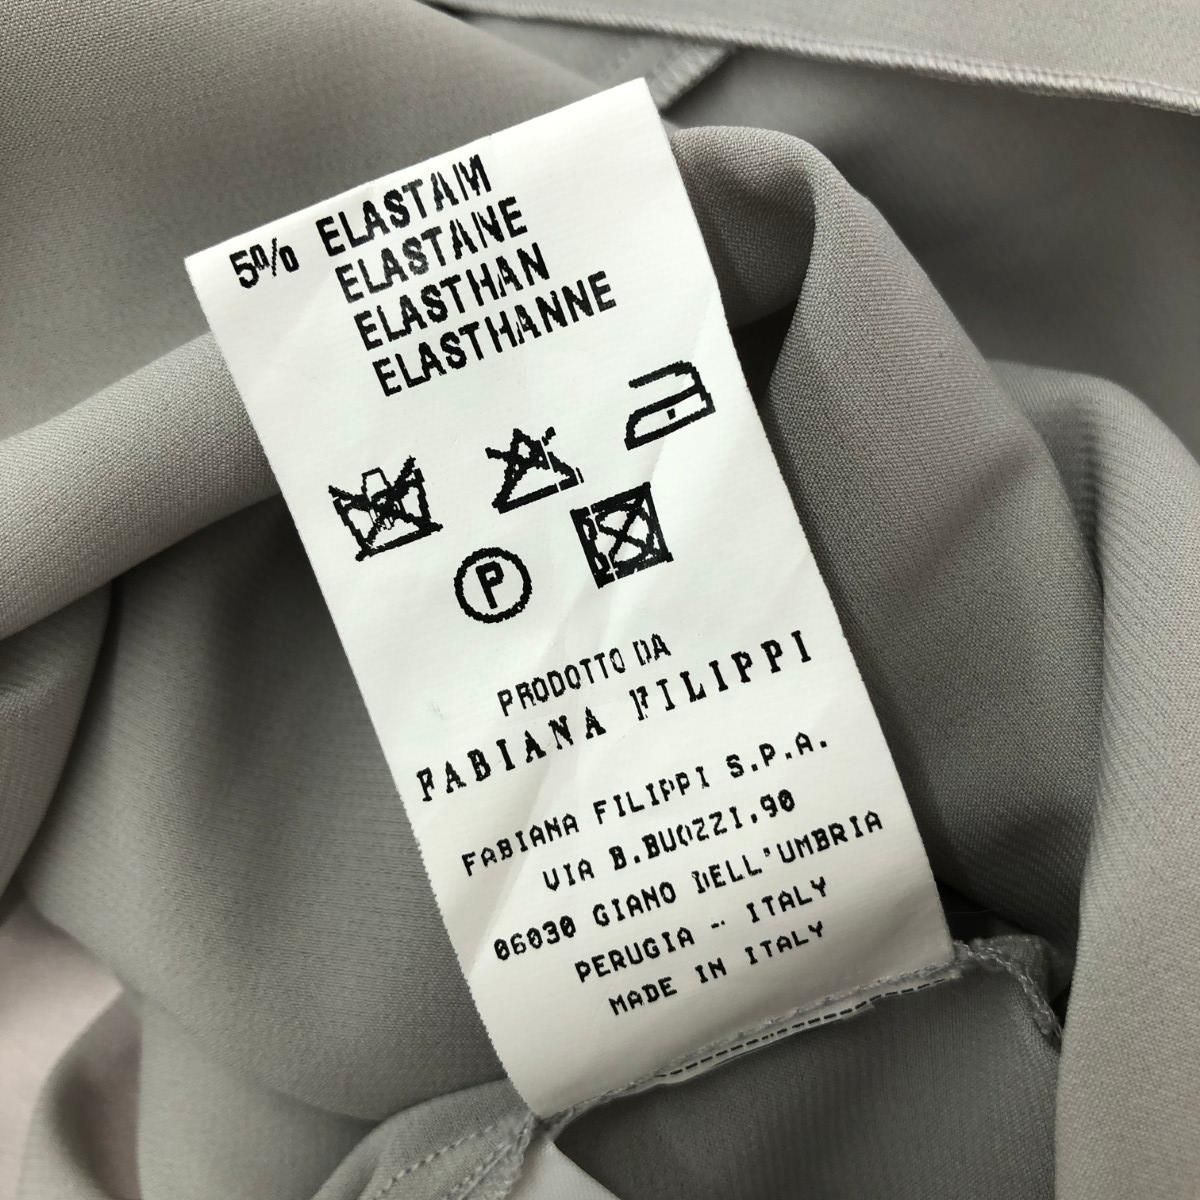 5% ELASTAM
ELASTANE
ELASTHAN
ELASTHANNE
P
PRODOTTO DA
FABIANA FILIPPI
FABIANA FILIPPI S.P.A.
VIA B.BUOZZI,90
06030 GIANO DELL'UMBRIA
PERUGIA - ITALY
MADE IN ITALY